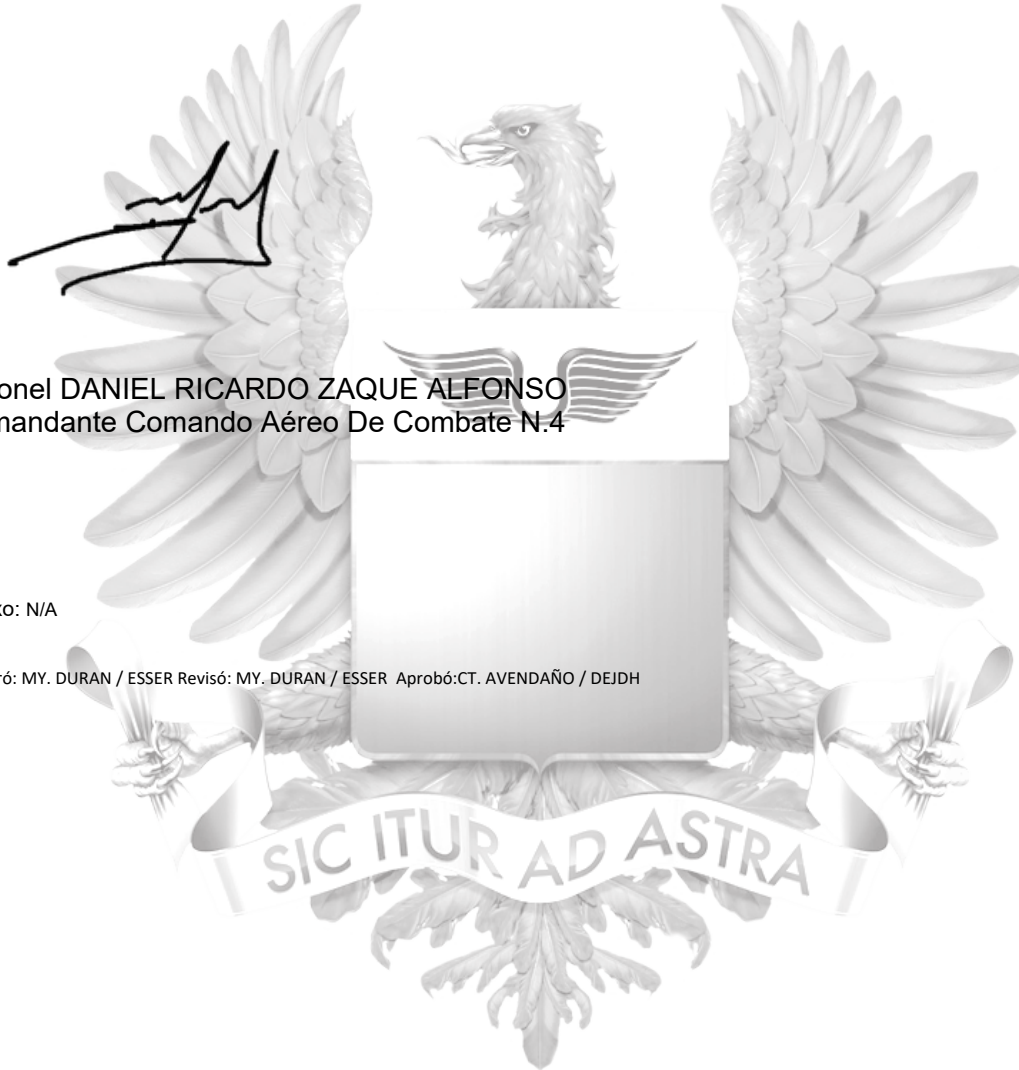 onel DANIEL RICARDO ZAQUE ALFONSO
mandante Comando Aéreo De Combate N.4
xo: N/A
ró: MY. DURAN / ESSER Revisó: MY. DURAN / ESSER Aprobó:CT. AVENDAÑO / DEJDH
SIC ITUR AD ASTRA